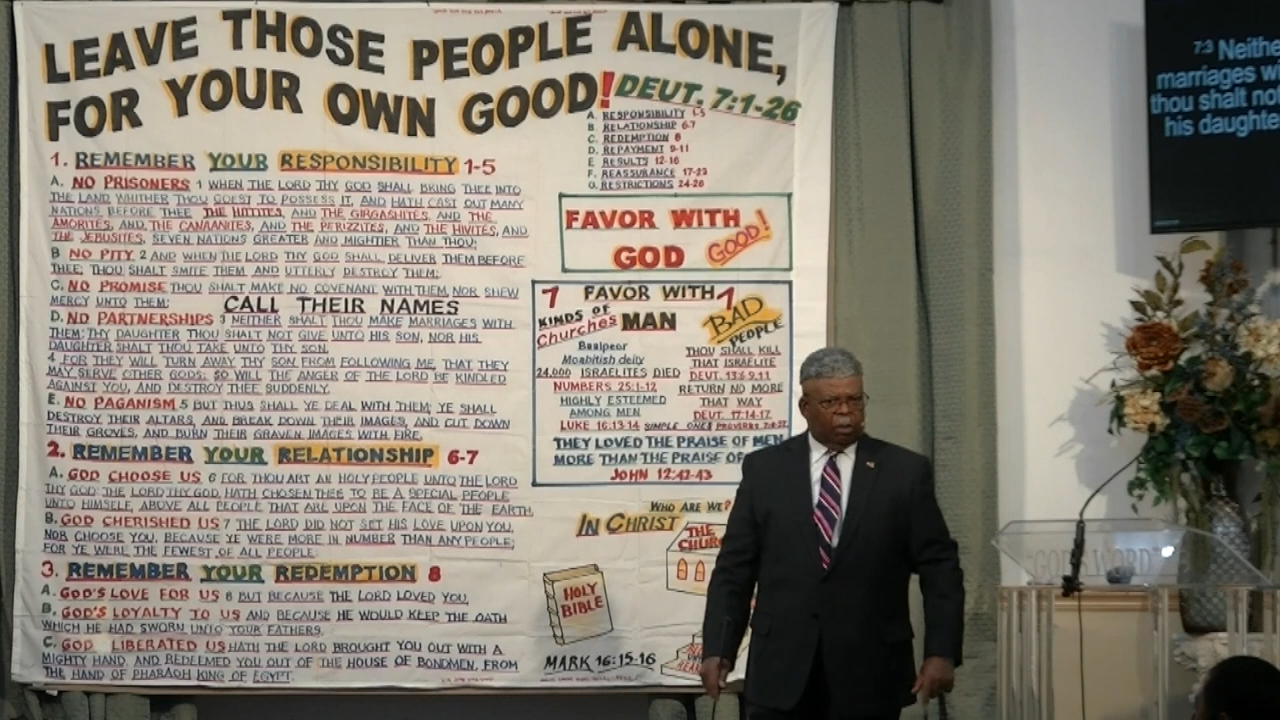 LEAVE THOSE PEOPLE ALONE,
FOR YOUR OWN GOOD!
DEUT. 7:1-26
A. RESPONSIBILITY 1-5
B. RELATIONSHIP 6-7
C. REDEMPTION 8
D. REPAYMENT 9-11
E RESULTS 12-16
F. REASSURANCE 17-23
G. RESTRICTIONS 24-26
1. REMEMBER YOUR RESPONSIBILITY 1-5
A. NO PRISONERS 1 WHEN THE LORD THY GOD SHALL BRING THEE INTO
THE LAND WHITHER THOU GOEST TO POSSESS IT, AND HATH CAST OUT MANY
NATIONS BEFORE THEE THE HITTITES, AND THE GIRGASHITES, AND THE
AMORITES, AND THE CANAANITES, AND THE PERIZZITES, AND THE HIVITES, AND
THE JEBUSITES, SEVEN NATIONS GREATER AND MIGHTIER THAN THOU;
B NO PITY 2 AND WHEN THE LORD THY GOD SHALL DELIVER THEM BEFORE
THEE; THOU SHALT SMITE THEM AND UTTERLY DESTROY THEM;
C. NO PROMISE THOU SHALT MAKE NO COVENANT WITH THEM, NOR SHEW
MERCY UNTO THEM:
CALL THEIR NAMES
D. NO PARTNERSHIPS 3 NEITHER SHALT THOU MAKE MARRIAGES WITH
THEM; THY DAUGHTER THOU SHALT NOT GIVE UNTO HIS SON, NOR HIS
DAUGHTER SHALT THOU TAKE UNTO THY SON.
4 FOR THEY WILL TURN AWAY THY SON FROM FOLLOWING ME, THAT THEY
MAY SERVE OTHER GODS: SO WILL THE ANGER OF THE LORD BE KINDLED
AGAINST YOU, AND DESTROY THEE SUDDENLY.
E. NO PAGANISM 5 BUT THUS SHALL YE DEAL WITH THEM; YE SHALL
DESTROY THEIR ALTARS, AND BREAK DOWN THEIR IMAGES, AND CUT DOWN
THEIR GROVES, AND BURN THEIR GRAVEN IMAGES WITH FIRE.
2. REMEMBER YOUR RELATIONSHIP 6-7
A. GOD CHOOSE US 6 FOR THOU ART AN HOLY PEOPLE UNTO THE LORD
THY GOD: THE LORD THY GOD, HATH CHOSEN THEE TO BE A SPECIAL PEOPLE
UNTO HIMSELF, ABOVE ALL PEOPLE THAT ARE UPON THE FACE OF THE EARTH.
B. GOD CHERISHED US 7 THE LORD DID NOT SET HIS LOVE UPON YOU,
NOR CHOOSE YOU, BECAUSE YE WERE MORE IN NUMBER THAN ANY PEOPLE;
FOR YE WERE THE FEWEST OF ALL PEOPLE:
3. REMEMBER YOUR REDEMPTION 8
A. GOD'S LOVE FOR US 8 BUT BECAUSE THE LORD LOVED YOU,
B. GOD'S LOYALTY TO US AND BECAUSE HE WOULD KEEP THE OATH
WHICH HE HAD SWORN UNTO YOUR FATHERS,
C. GOD LIBERATED US HATH THE LORD BROUGHT YOU OUT WITH A
MIGHTY HAND, AND REDEEMED YOU OUT OF THE HOUSE OF BONDMEN, FROM
THE HAND OF PHARAOH KING OF EGYPT.
FAVOR WITH
GOD GOOD!
7 FAVOR WITH 7
KINDS OF
Churches MAN
BAD
PEOPLE
Baalpeor
Moabitish deity
24,000 ISRAELITES DIED
NUMBERS 25:1-12
HIGHLY ESTEEMED
AMONG MEN
LUKE 16:13-14
THOU SHALL KILL
THAT ISRAELITE
DEUT. 13:6,9,11
RETURN NO MORE
THAT WAY
DEUT. 17:14-17
SIMPLE ONES PROVERBS
THEY LOVED THE PRAISE OF MEN
MORE THAN THE PRAISE OF
JOHN 12:42-43
WHO ARE WE?
IN CHRIST
THE
HOLY
BIBLE
MARK 16:15-16
7:3 Neithe
marriages wi
thou shalt not
his daughte
"GOD'S WORD"